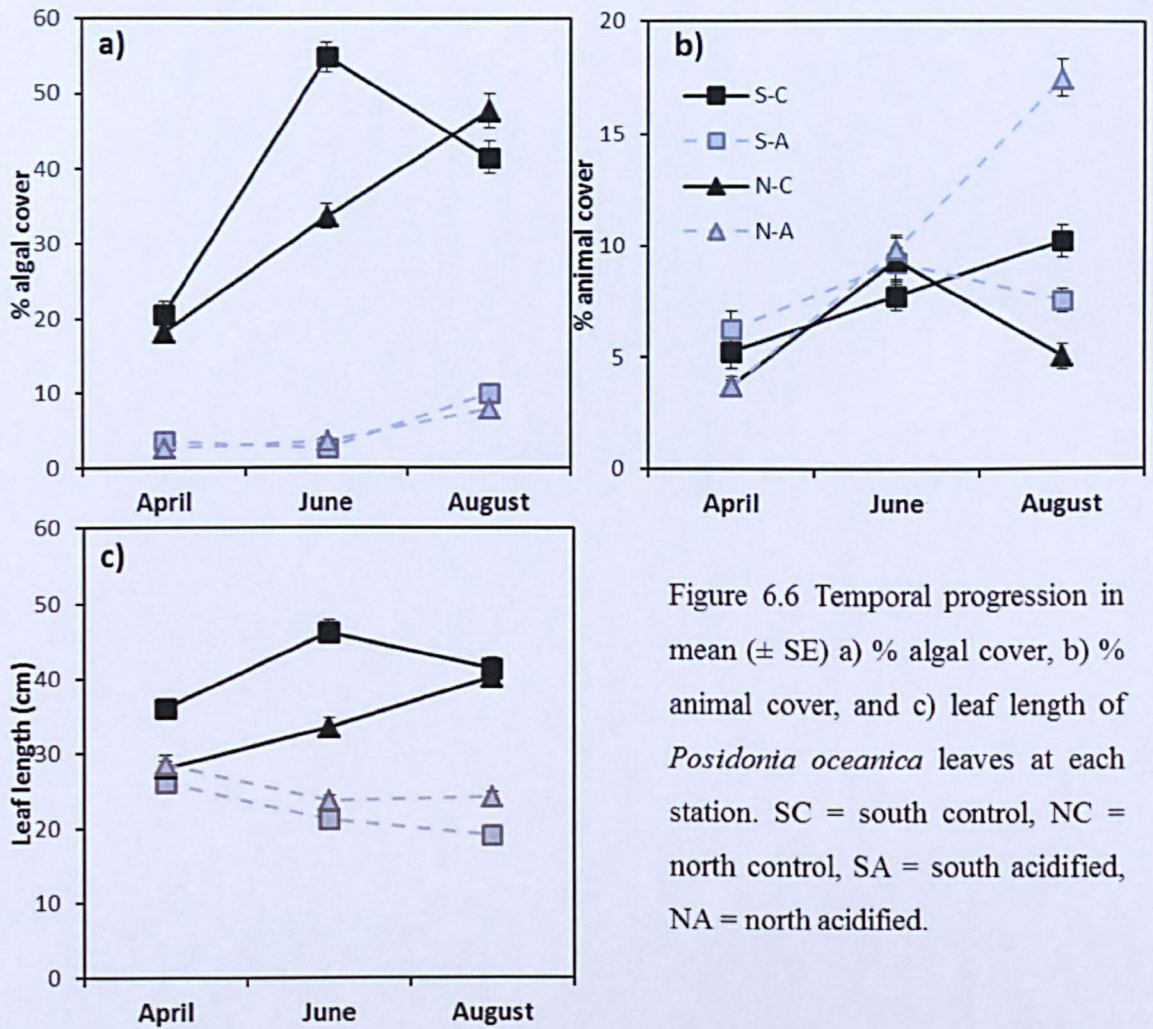 a)
60
50
40
30
20
10
0
% algal cover
April June August
b)
20
15
10
5
0
% animal cover
S-C
S-A
N-C
N-A
April June August
c)
60
50
40
30
20
10
0
Leaf length (cm)
April June August
Figure 6.6 Temporal progression in
mean (± SE) a) % algal cover, b) %
animal cover, and c) leaf length of
Posidonia oceanica leaves at each
station. SC = south control, NC =
north control, SA = south acidified,
NA = north acidified.